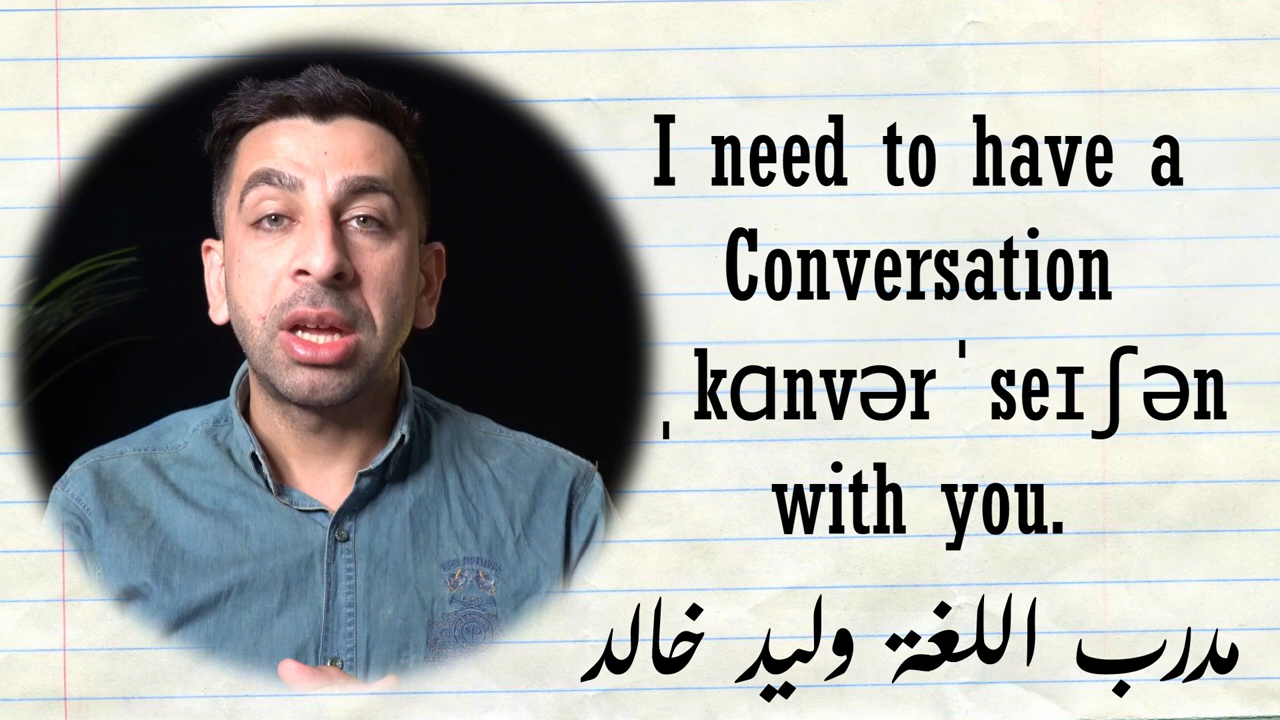 I need to have a
Conversation
ˌkɑnvərˈseɪʃən
with you.
مدرب اللغة وليد خالد